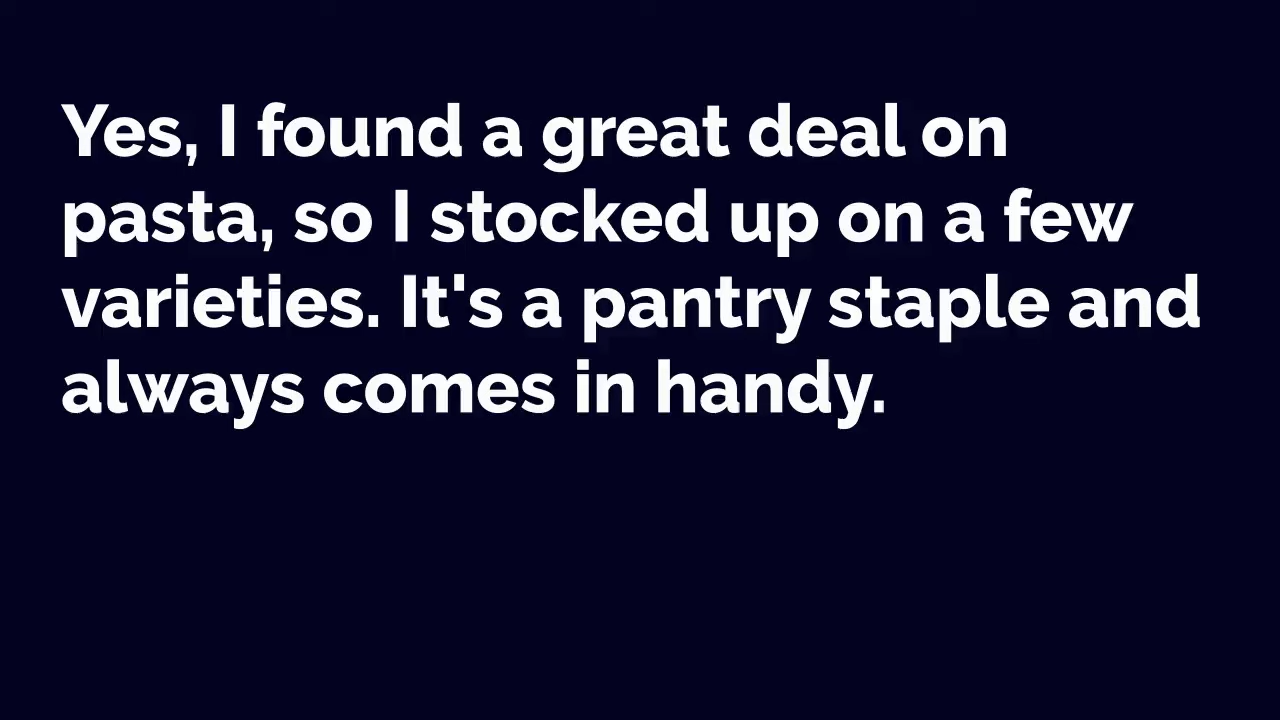 Yes, I found a great deal on
pasta, so I stocked up on a few
varieties. It's a pantry staple and
always comes in handy.